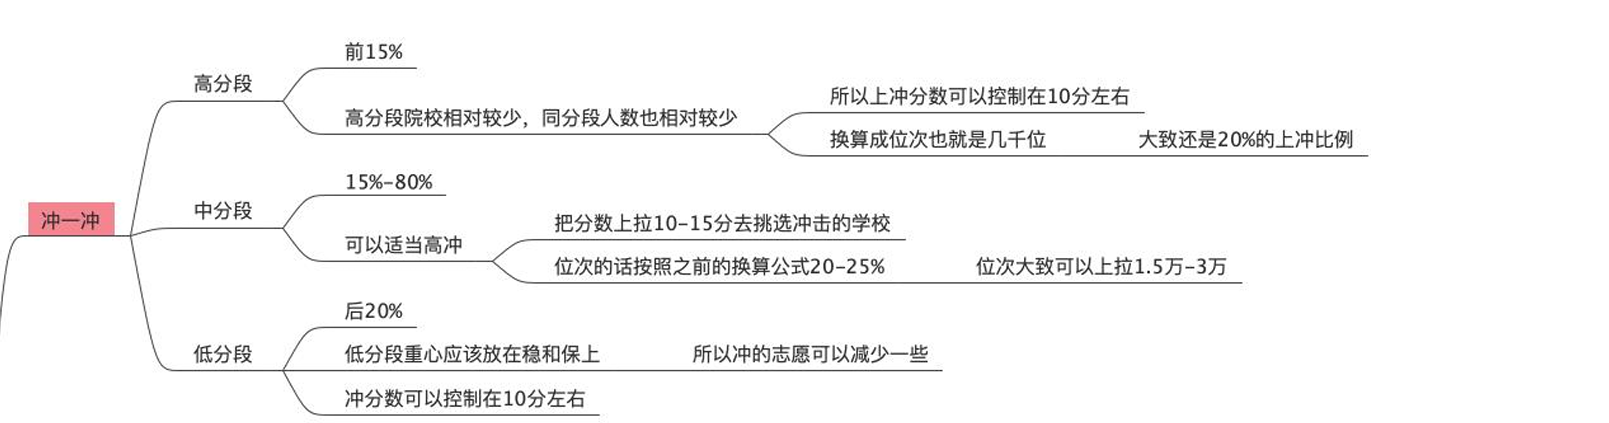 冲一冲
高分段
前15%
高分段院校相对较少，同分段人数也相对较少
所以上冲分数可以控制在10分左右
换算成位次也就是几千位
大致还是20%的上冲比例
中分段
15%-80%
可以适当高冲
把分数上拉10-15分去挑选冲击的学校
位次的话按照之前的换算公式20-25%
位次大致可以上拉1.5万-3万
低分段
后20%
低分段重心应该放在稳和保上
所以冲的志愿可以减少一些
冲分数可以控制在10分左右